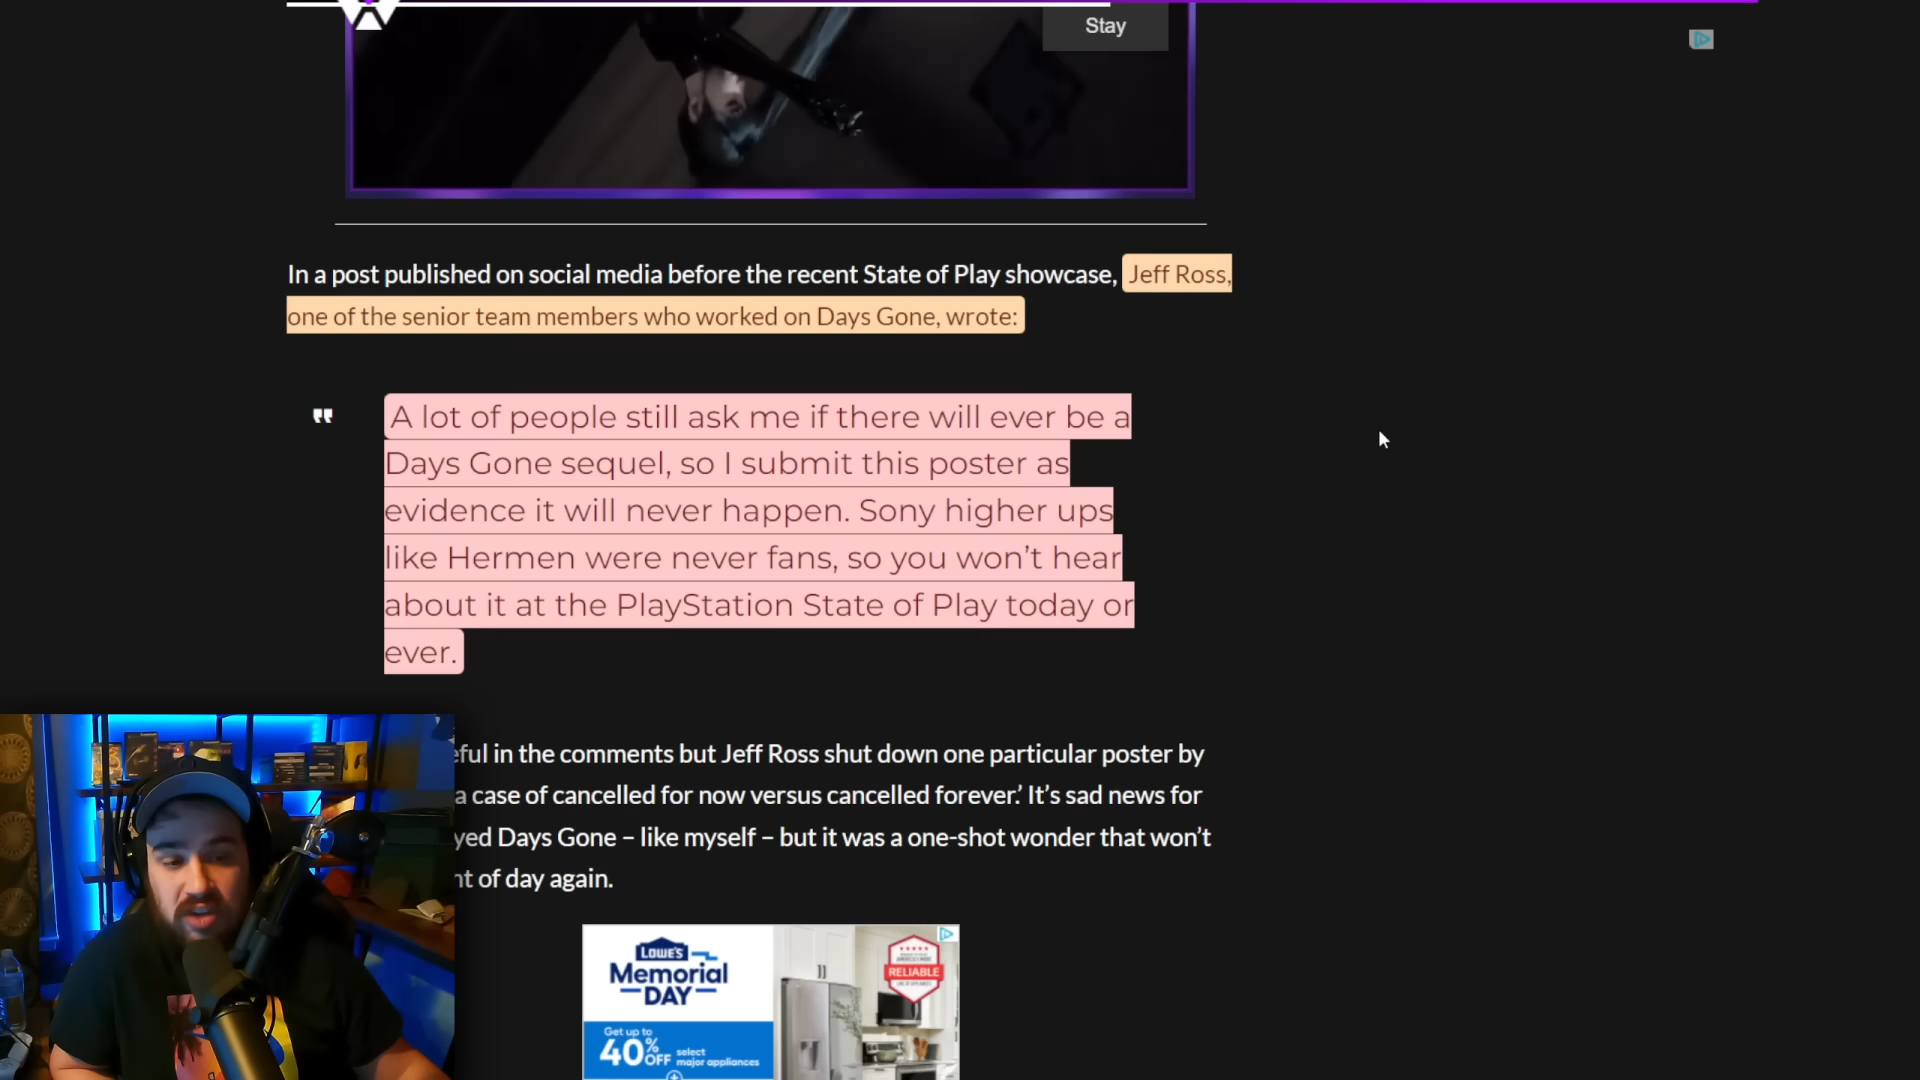 Stay
In a post published on social media before the recent State of Play showcase, Jeff Ross,
one of the senior team members who worked on Days Gone, wrote:
"
A lot of people still ask me if there will ever be a
Days Gone sequel, so I submit this poster as
evidence it will never happen. Sony higher ups
like Hermen were never fans, so you won’t hear
about it at the PlayStation State of Play today or
ever.
in the comments but Jeff Ross shut down one particular poster by
a case of cancelled for now versus cancelled forever.’ It’s sad news for
Days Gone – like myself – but it was a one-shot wonder that won’t
of day again.
LOWE'S
Memorial
DAY
RELIABLE
Get up to
40% OFF select
major appliances